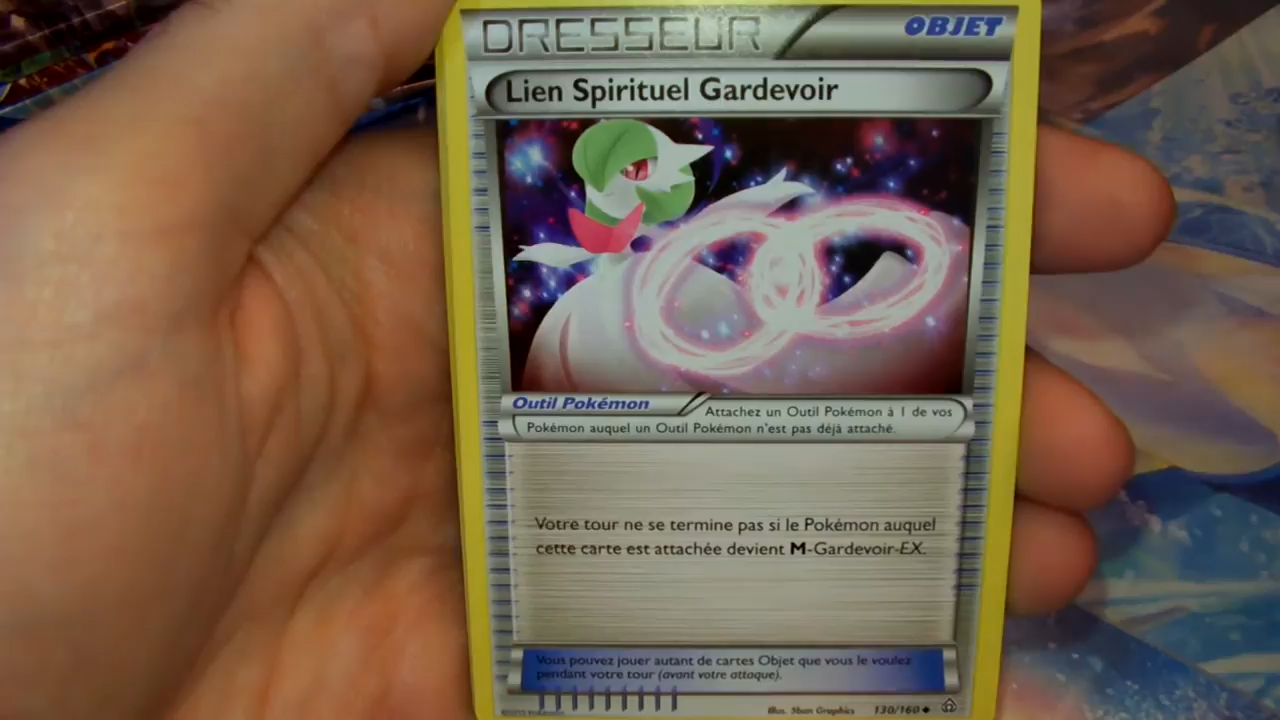 DRESSEUR OBJET
Lien Spirituel Gardevoir
Outil Pokémon
Attachez un Outil Pokémon à 1 de vos
Pokémon auquel un Outil Pokémon n'est pas déjà attaché.
Votre tour ne se termine pas si le Pokémon auquel
cette carte est attachée devient M-Gardevoir-EX.
Vous pouvez jouer autant de cartes Objet que vous le voulez
pendant votre tour (avant votre attaque).
Illus. 5ban Graphics 130/160